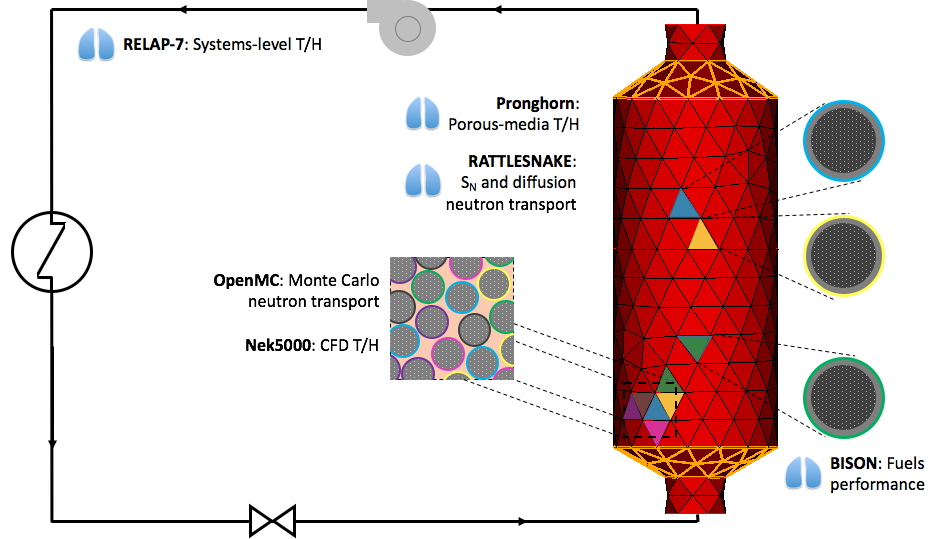 RELAP-7: Systems-level T/H
Pronghorn:
Porous-media T/H
RATTLESNAKE:
SN and diffusion
neutron transport
OpenMC: Monte Carlo
neutron transport
Nek5000: CFD T/H
BISON: Fuels
performance